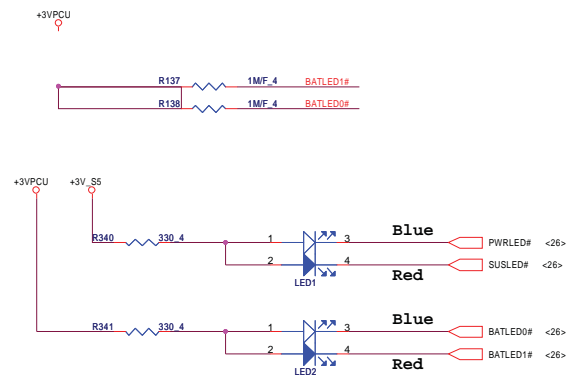 +3VPCU
R137 1M/F_4 BATLED1#
R138 1M/F_4 BATLED0#
+3VPCU +3V_S5
Blue
R340 330_4 1 3 PWRLED# <26>
2 4 SUSLED# <26>
LED1 Red
Blue
R341 330_4 1 3 BATLED0# <26>
2 4 BATLED1# <26>
LED2 Red